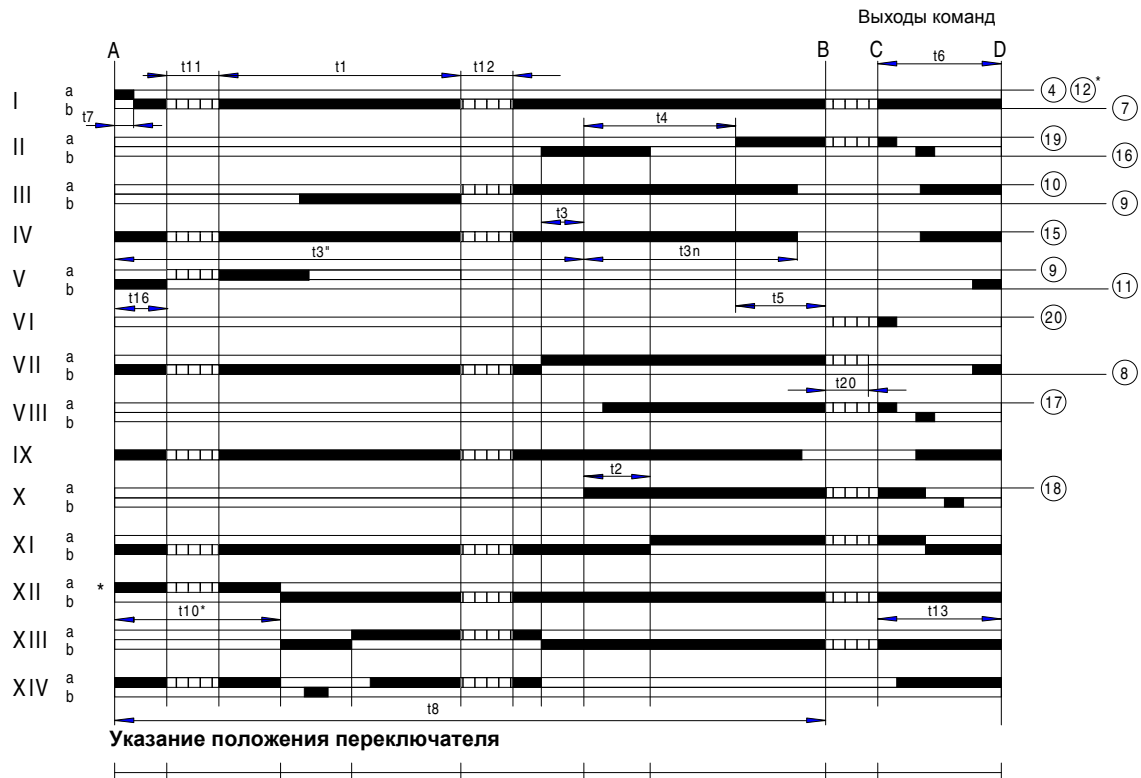 Выходы команд
A B C D
t11 t1 t12 t6
I a b 4 12* 7
t7 t4
II a b 19 16
III a b 10 9
t3
IV 15
t3" t3n
V a b 9 11
t16 t5
VI 20
VII a b 8
t20
VIII a b 17
IX
t2
X a b 18
XI a b
XII a b *
t10* t13
XIII a b
XIV a b
t8
Указание положения переключателя